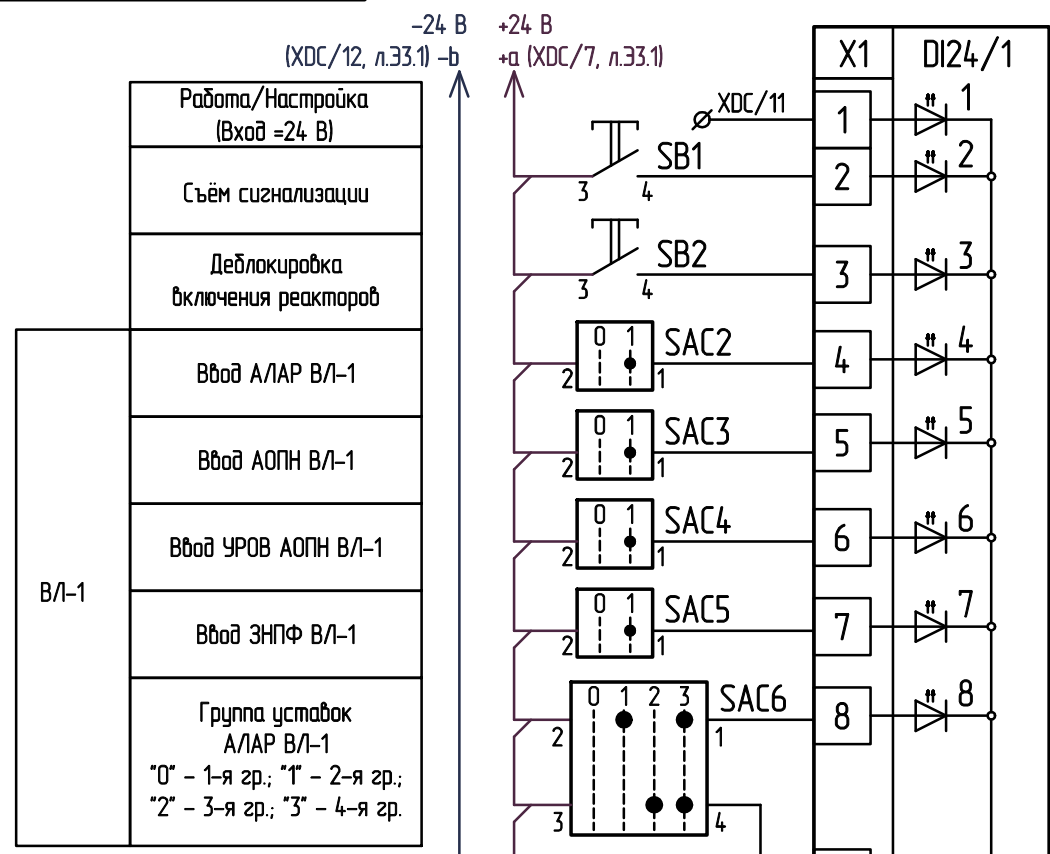 –24 В
+24 В
(XDC/12, л.Э3.1) –b
+a (XDC/7, л.Э3.1)
X1
DI24/1
Работа/Настройка
(Вход =24 В)
XDC/11
1
1
Съём сигнализации
SB1
3
4
2
2
Деблокировка
включения реакторов
SB2
3
4
3
3
ВЛ–1
Ввод АЛАР ВЛ–1
0 1
SAC2
2
1
4
4
Ввод АОПН ВЛ–1
0 1
SAC3
2
1
5
5
Ввод УРОВ АОПН ВЛ–1
0 1
SAC4
2
1
6
6
Ввод ЗНПФ ВЛ–1
0 1
SAC5
2
1
7
7
Группа уставок
АЛАР ВЛ–1
"0" – 1–я гр.; "1" – 2–я гр.;
"2" – 3–я гр.; "3" – 4–я гр.
0 1 2 3
SAC6
2
1
3
4
8
8